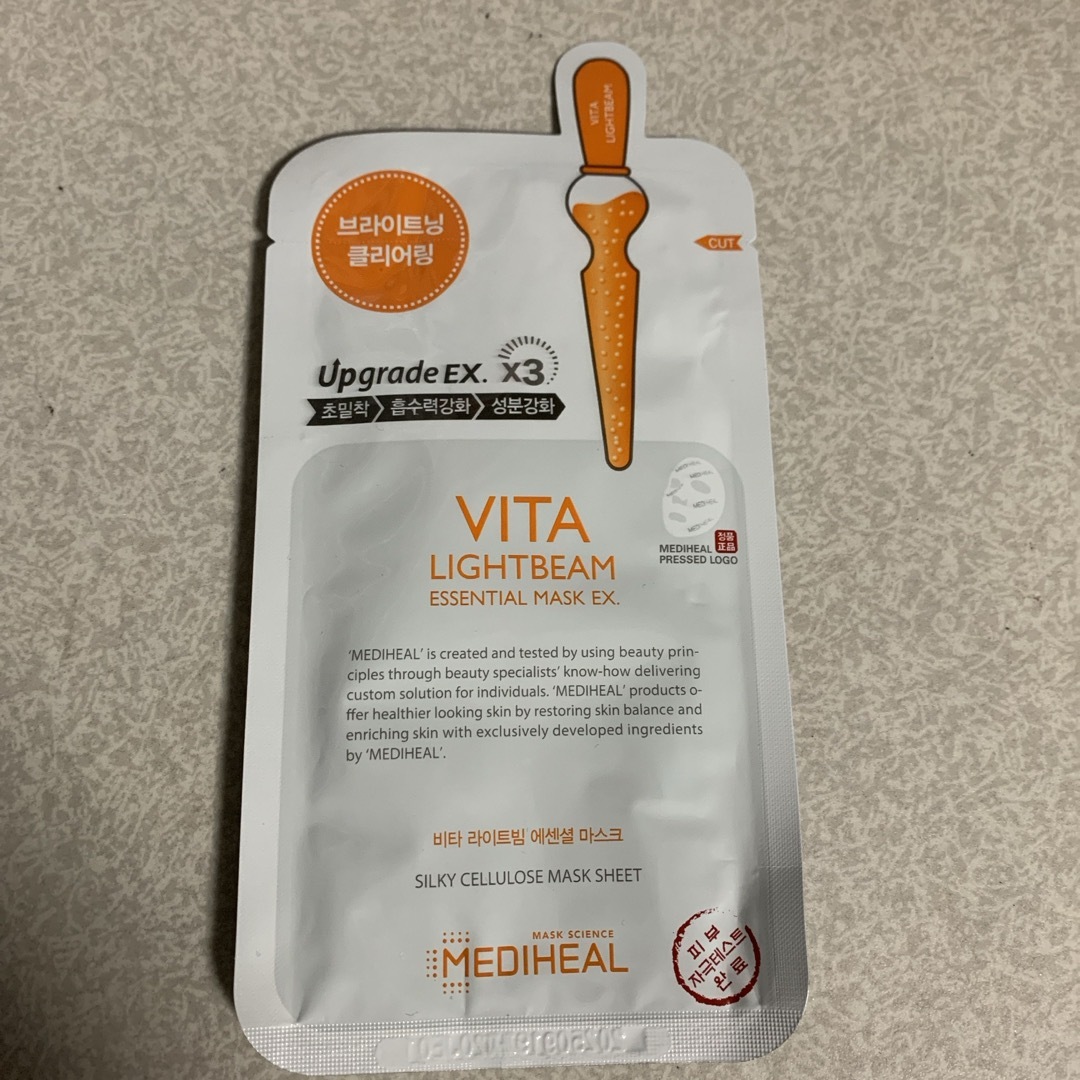 VITA
LIGHTBEAM
브라이트닝
클리어링
CUT
Upgrade EX. x3
초밀착 흡수력강화 성분강화
VITA
LIGHTBEAM
ESSENTIAL MASK EX.
MEDIHEAL 정품 正品
PRESSED LOGO
'MEDIHEAL' is created and tested by using beauty prin-
ciples through beauty specialists' know-how delivering
custom solution for individuals. 'MEDIHEAL' products o-
ffer healthier looking skin by restoring skin balance and
enriching skin with exclusively developed ingredients
by 'MEDIHEAL'.
비타 라이트빔 에센셜 마스크
SILKY CELLULOSE MASK SHEET
MASK SCIENCE
MEDIHEAL
피부
자극테스트
완료